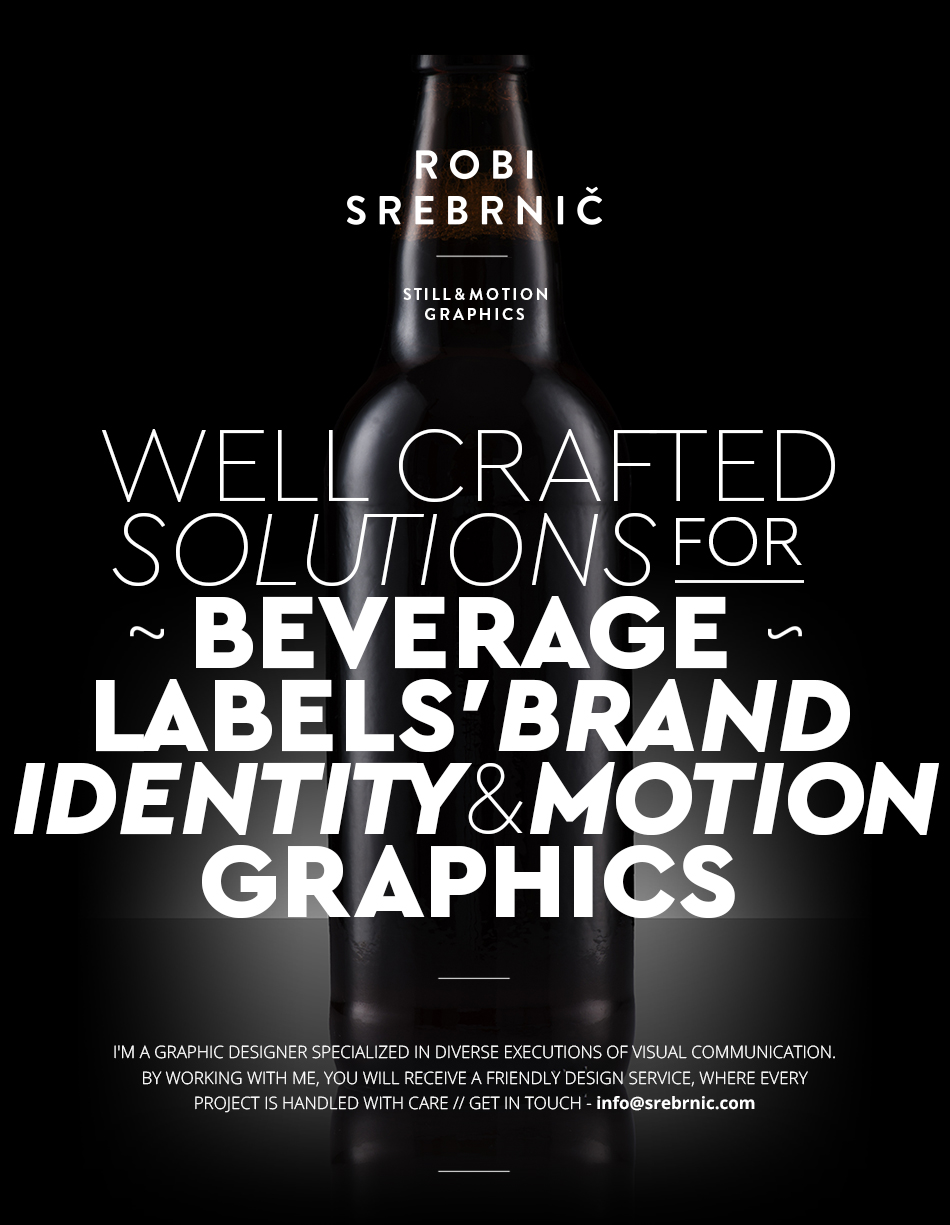 ROBI
SREBRNIČ
STILL&MOTION
GRAPHICS
WELL CRAFTED
SOLUTIONS FOR
~ BEVERAGE ~
LABELS’ BRAND
IDENTITY & MOTION
GRAPHICS
I'M A GRAPHIC DESIGNER SPECIALIZED IN DIVERSE EXECUTIONS OF VISUAL COMMUNICATION.
BY WORKING WITH ME, YOU WILL RECEIVE A FRIENDLY DESIGN SERVICE, WHERE EVERY
PROJECT IS HANDLED WITH CARE // GET IN TOUCH - info@srebrnic.com